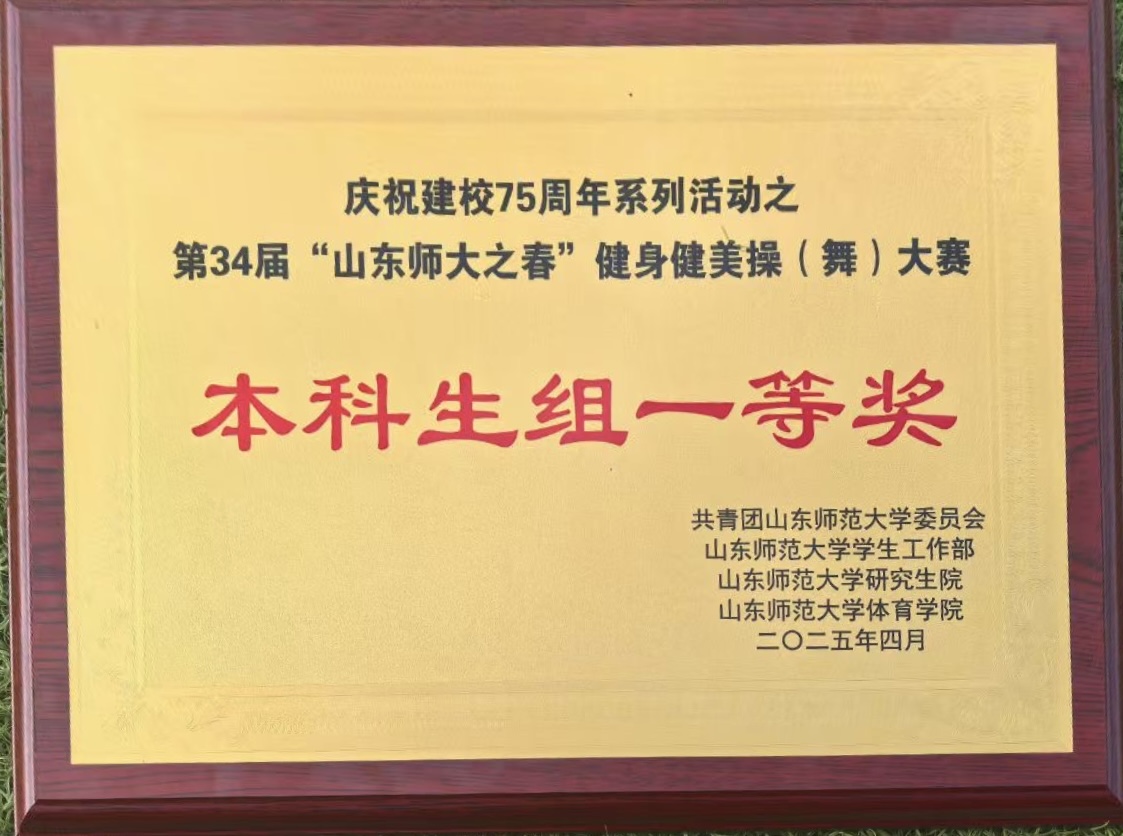 庆祝建校75周年系列活动之
第34届“山东师大之春”健身健美操(舞)大赛
本科生组一等奖
共青团山东师范大学委员会
山东师范大学学生工作部
山东师范大学研究生院
山东师范大学体育学院
二〇二五年四月